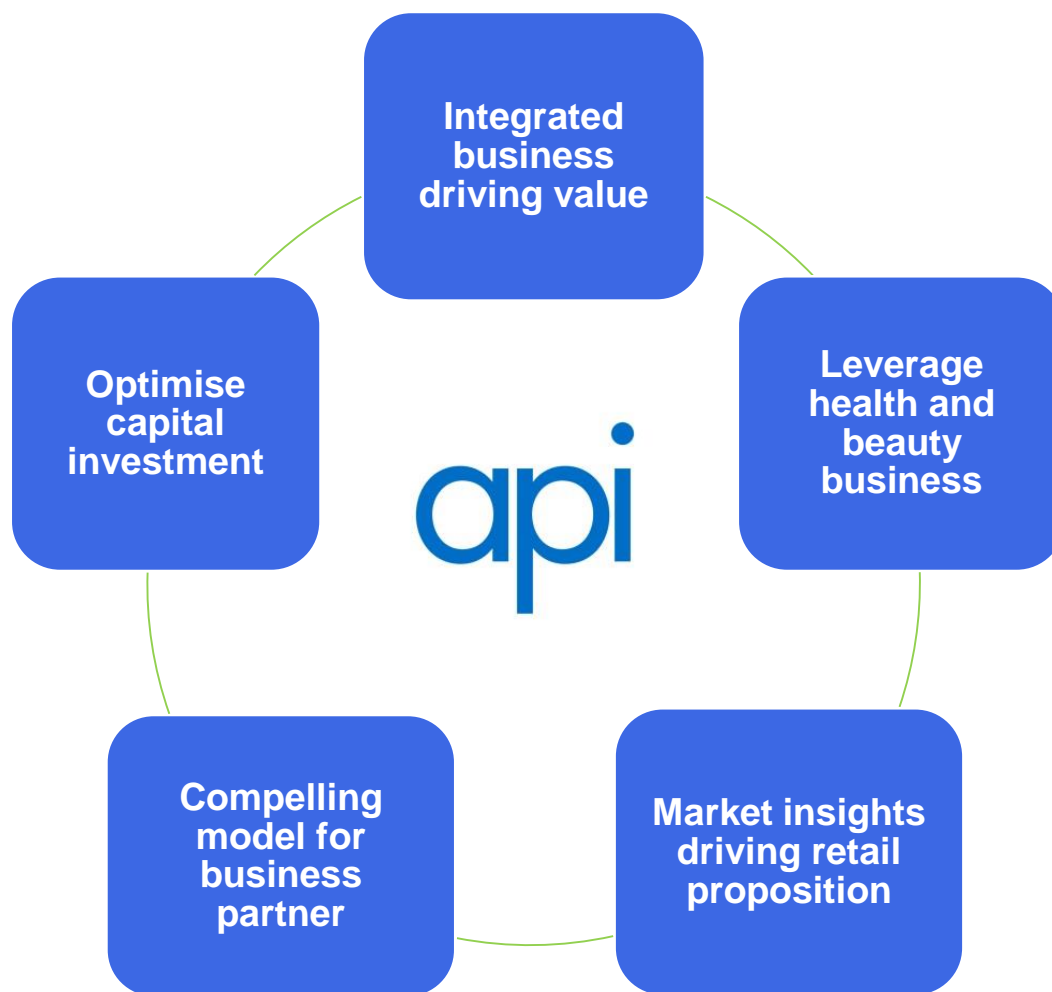 Integrated
business
driving value
Leverage
health and
beauty
business
Market insights
driving retail
proposition
Compelling
model for
business
partner
Optimise
capital
investment
api